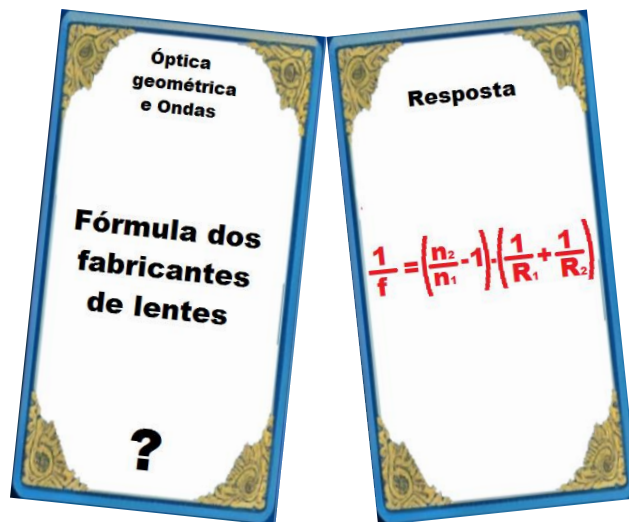 Óptica
geométrica
e Ondas
Fórmula dos
fabricantes
de lentes
?
Resposta
1/f = (n₂/n₁ - 1) · (1/R₁ + 1/R₂)